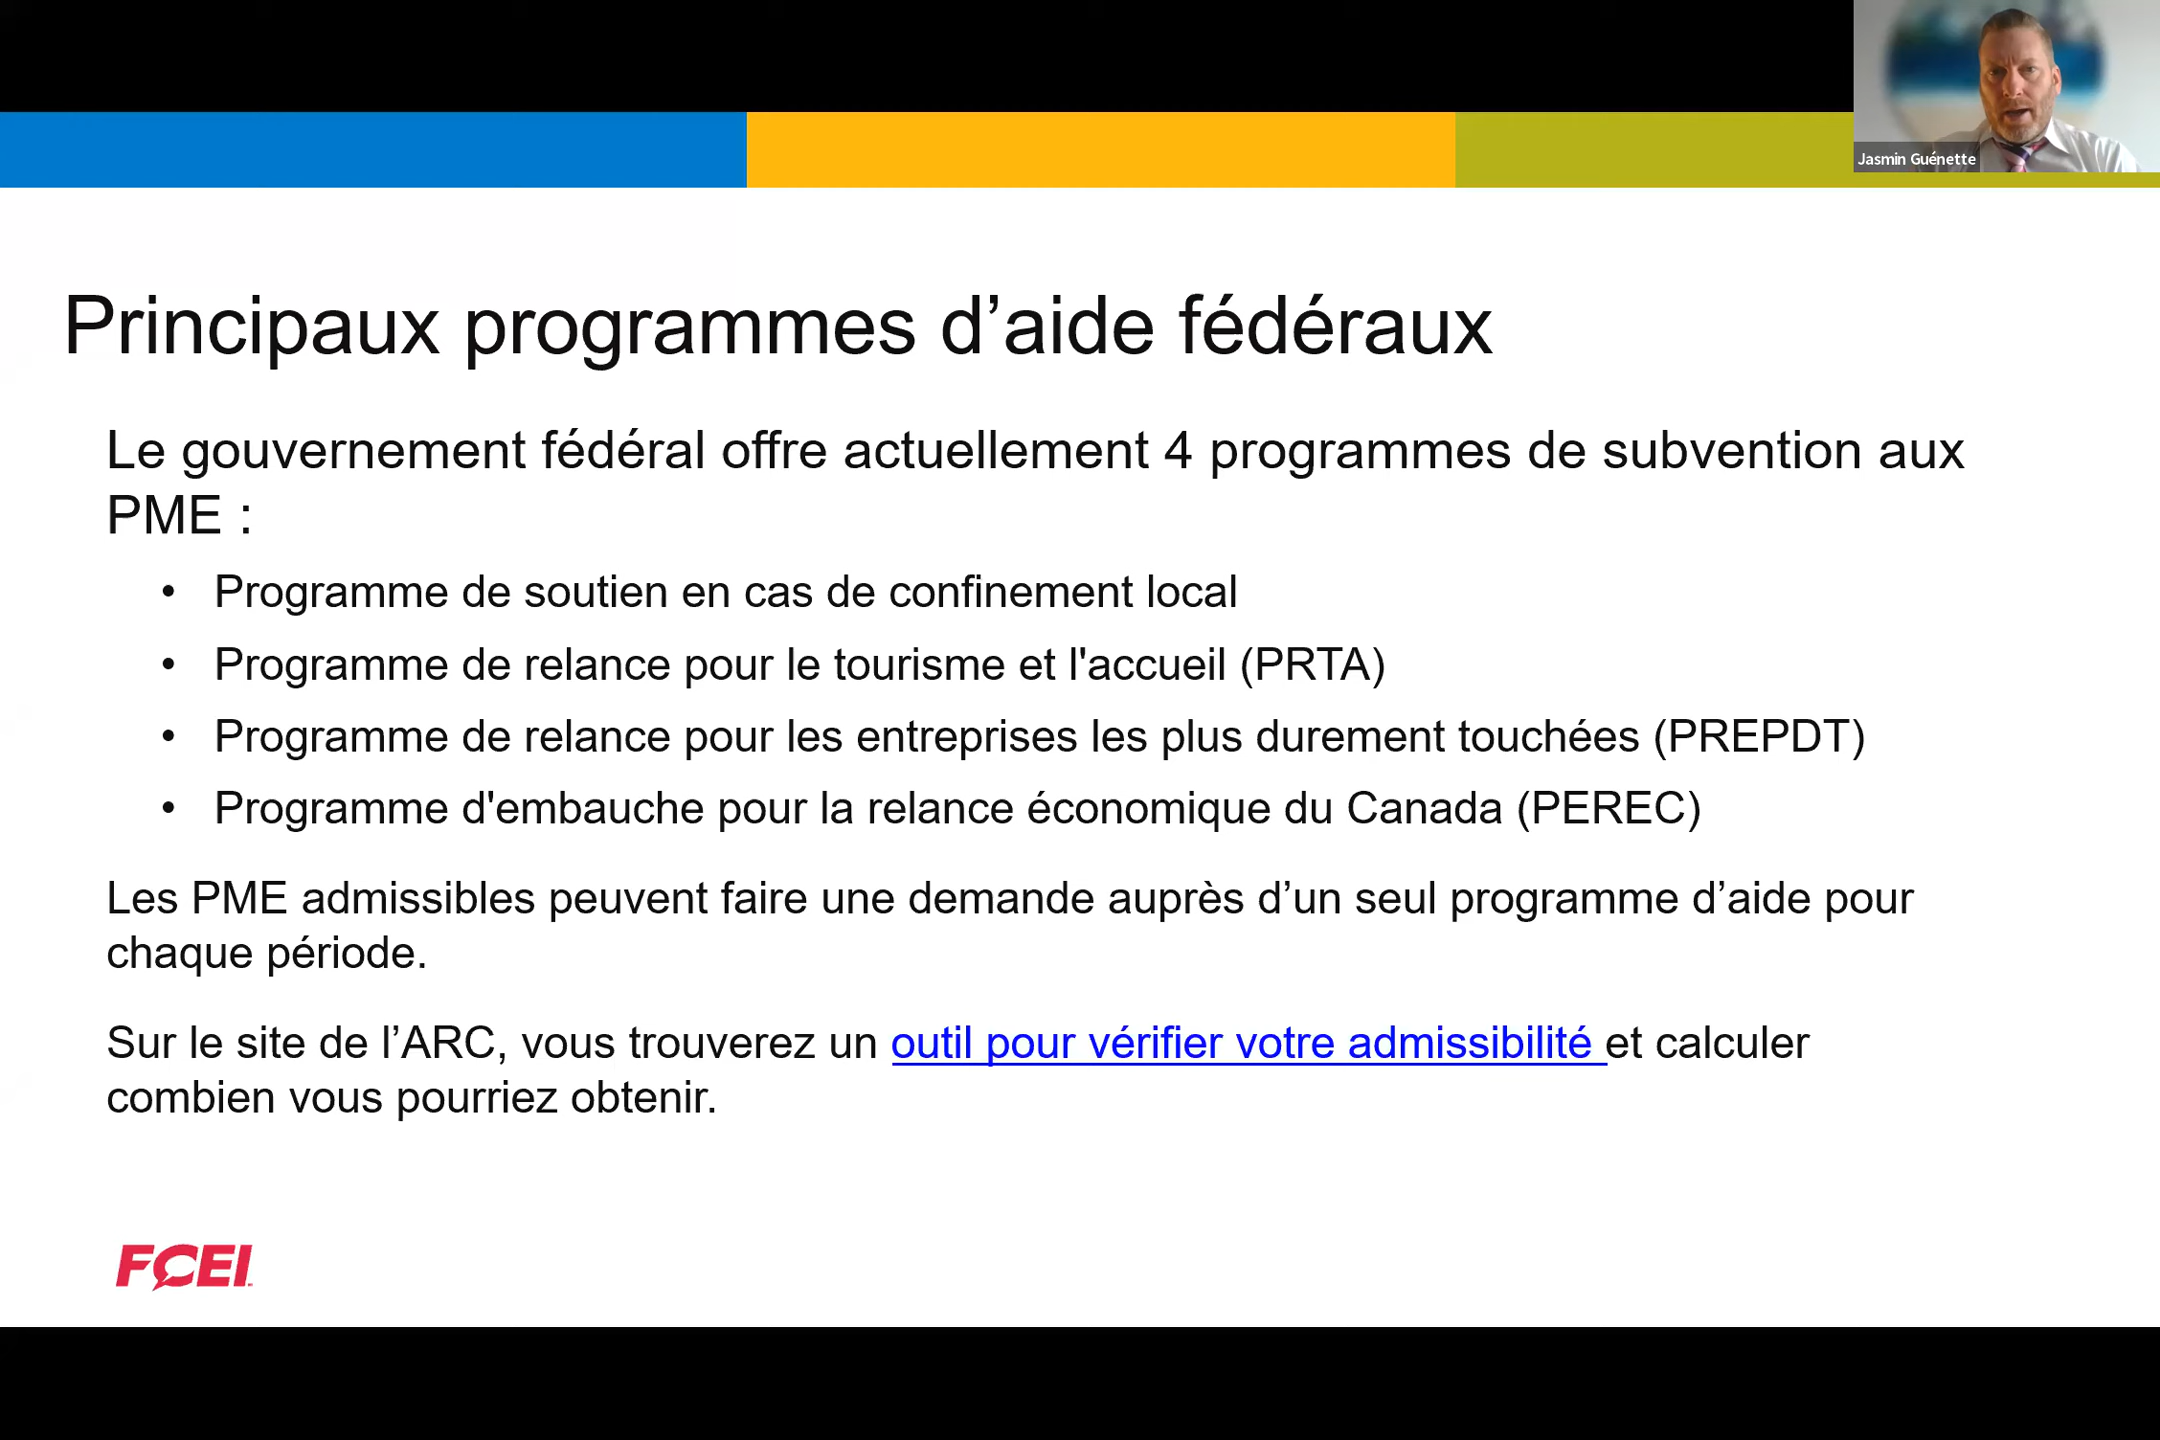 Jasmin Guénette
Principaux programmes d’aide fédéraux
Le gouvernement fédéral offre actuellement 4 programmes de subvention aux
PME :
• Programme de soutien en cas de confinement local
• Programme de relance pour le tourisme et l'accueil (PRTA)
• Programme de relance pour les entreprises les plus durement touchées (PREPDT)
• Programme d'embauche pour la relance économique du Canada (PEREC)
Les PME admissibles peuvent faire une demande auprès d’un seul programme d’aide pour
chaque période.
Sur le site de l’ARC, vous trouverez un outil pour vérifier votre admissibilité et calculer
combien vous pourriez obtenir.
FCEI